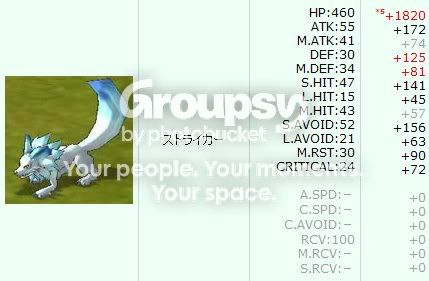 HP:460 *5+1820
ATK:55 +172
M.ATK:41 +74
DEF:30 +125
M.DEF:34 +81
S.HIT:47 +141
L.HIT:15 +45
M.HIT:43 +57
S.AVOID:52 +156
L.AVOID:21 +63
M.RST:30 +90
CRITICAL:24 +72
A.SPD:− +0
C.SPD:− +0
C.AVOID:− +0
RCV:100 +0
M.RCV:− +0
S.RCV:− +0
ストライカー
Groupsy
by photobucket
Your people. Your moments.
Your space.